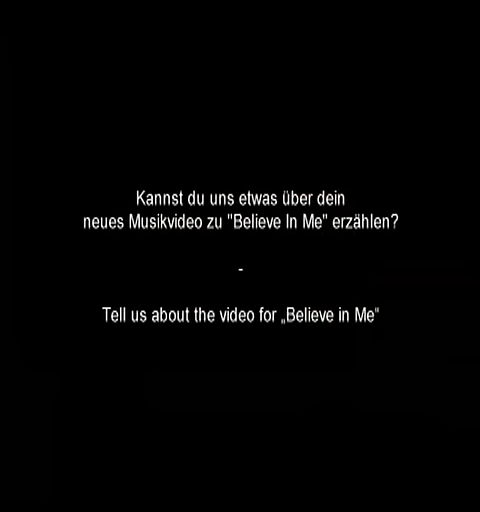 Kannst du uns etwas über dein
neues Musikvideo zu "Believe In Me" erzählen?
-
Tell us about the video for „Believe in Me“